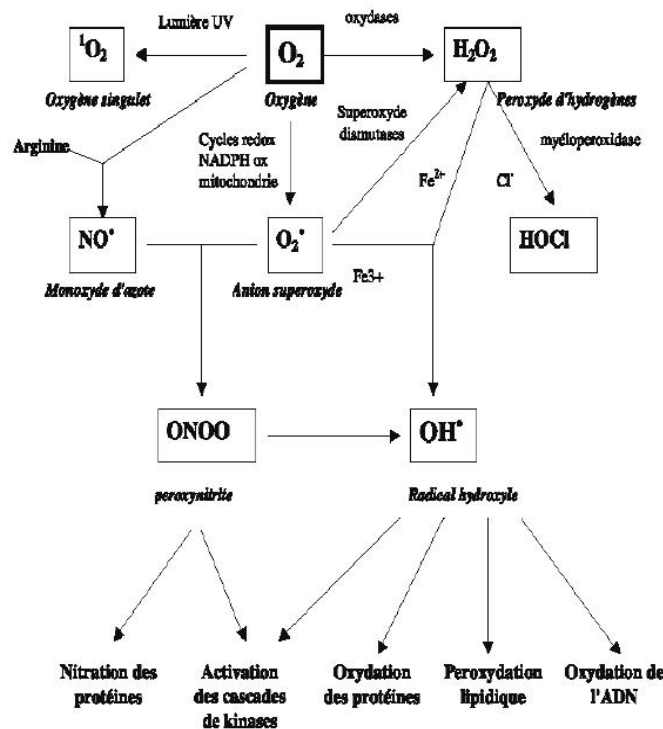 Lumière UV
oxydases
¹O₂
O₂
H₂O₂
Oxygène singulet
Oxygène
Peroxyde d'hydrogènes
Arginine
Cycles redox
NADPH ox
mitochondrie
Superoxyde
dismutases
myéloperoxidase
Fe²⁺
Cl⁻
NO•
O₂•
HOCl
Monoxyde d'azote
Anion superoxyde
Fe3+
ONOO
OH•
peroxynitrite
Radical hydroxyle
Nitration des
protéines
Activation
des cascades
de kinases
Oxydation
des protéines
Peroxydation
lipidique
Oxydation de
l'ADN